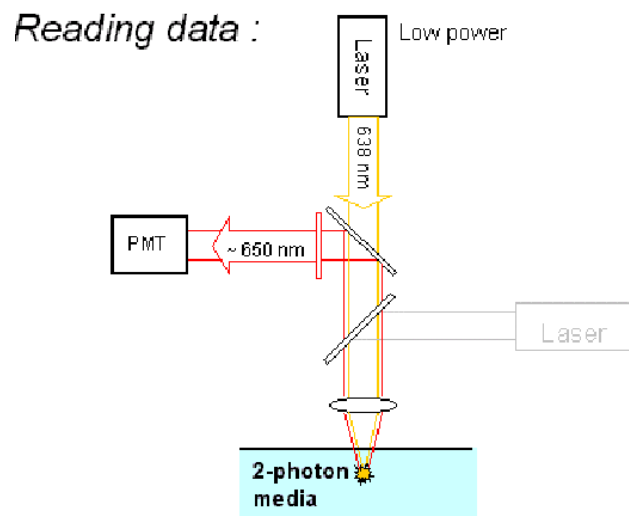 Reading data :
Low power
Laser
638 nm
PMT
~ 650 nm
Laser
2-photon
media